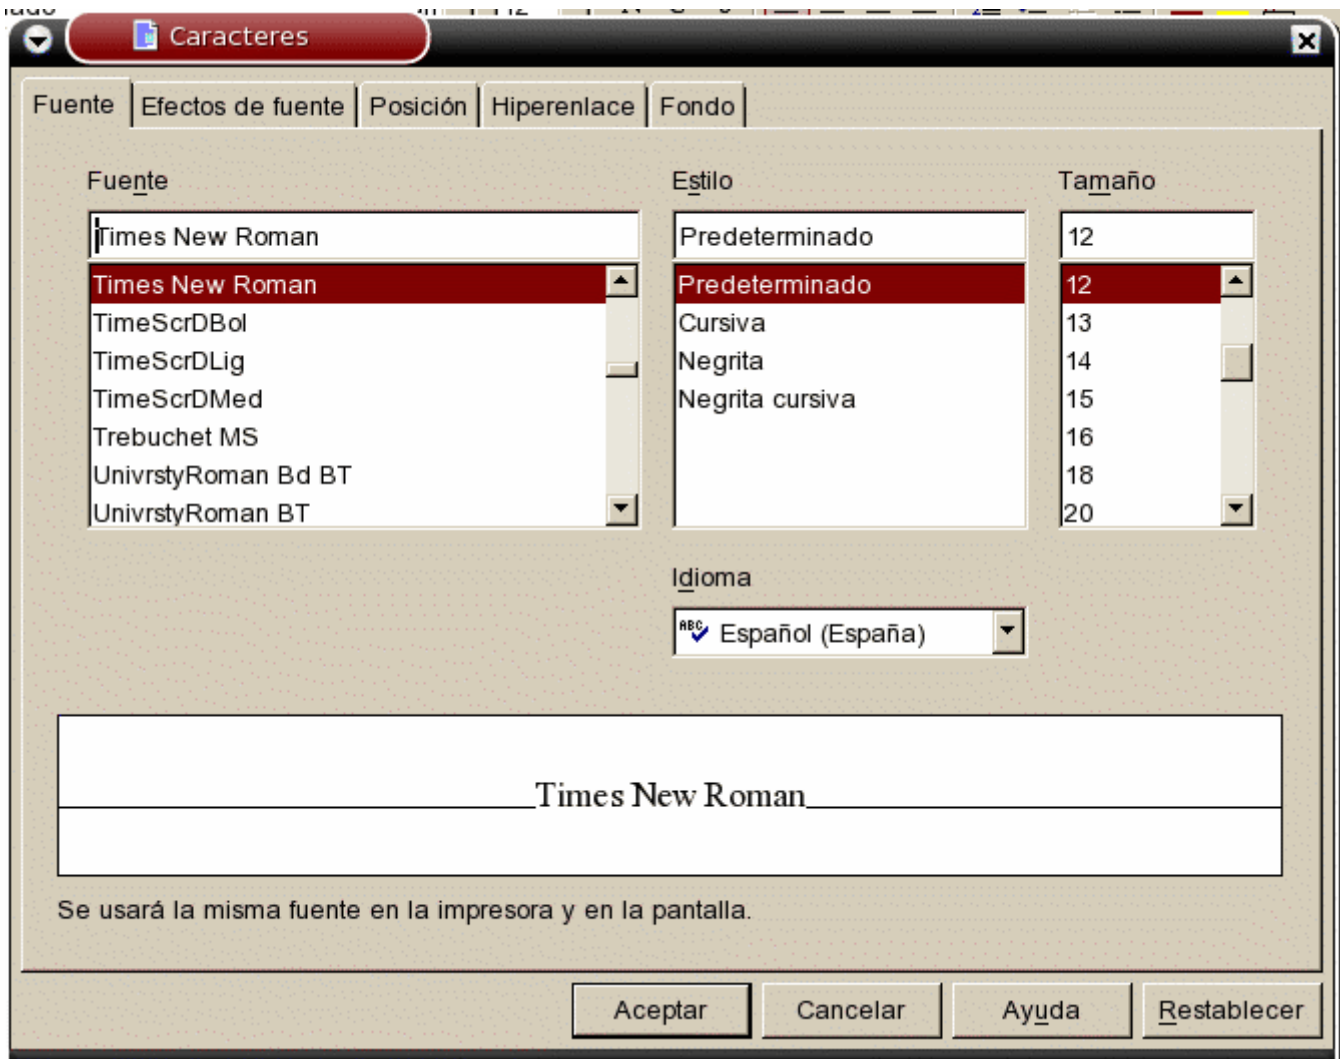 Caracteres
Fuente Efectos de fuente Posición Hiperenlace Fondo
Fuente Estilo Tamaño
Times New Roman Predeterminado 12
Times New Roman Predeterminado 12
TimeScrDBol Cursiva 13
TimeScrDLig Negrita 14
TimeScrDMed Negrita cursiva 15
Trebuchet MS 16
UnivrstyRoman Bd BT 18
UnivrstyRoman BT 20
Idioma
ABC Español (España)
Times New Roman
Se usará la misma fuente en la impresora y en la pantalla.
Aceptar Cancelar Ayuda Restablecer